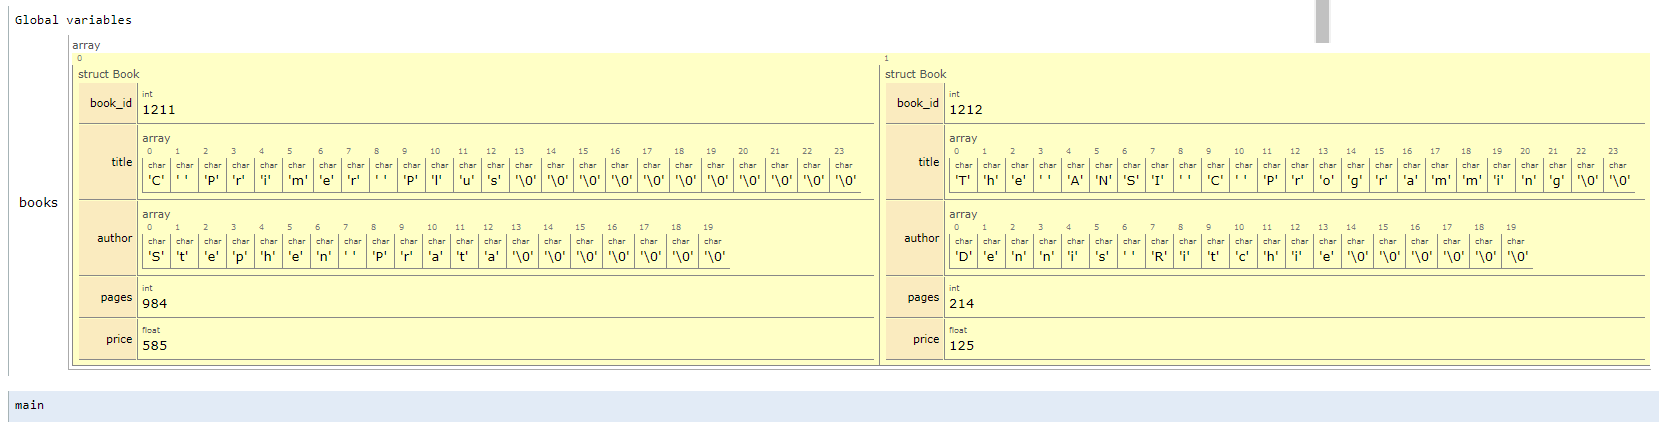 Global variables
array
0 1
struct Book struct Book
int int
book_id 1211 book_id 1212
array array
0 1 2 3 4 5 6 7 8 9 10 11 12 13 14 15 16 17 18 19 20 21 22 23 0 1 2 3 4 5 6 7 8 9 10 11 12 13 14 15 16 17 18 19 20 21 22 23
title char char char char char char char char char char char char char char char char char char char char char char char char title char char char char char char char char char char char char char char char char char char char char char char char char
'C' ' ' 'P' 'r' 'i' 'm' 'e' 'r' ' ' 'P' 'l' 'u' 's' '\0' '\0' '\0' '\0' '\0' '\0' '\0' '\0' '\0' '\0' '\0' 'T' 'h' 'e' ' ' 'A' 'N' 'S' 'I' ' ' 'C' ' ' 'P' 'r' 'o' 'g' 'r' 'a' 'm' 'm' 'i' 'n' 'g' '\0' '\0'
books
array array
0 1 2 3 4 5 6 7 8 9 10 11 12 13 14 15 16 17 18 19 0 1 2 3 4 5 6 7 8 9 10 11 12 13 14 15 16 17 18 19
author char char char char char char char char char char char char char char char char char char char char author char char char char char char char char char char char char char char char char char char char char
'S' 't' 'e' 'p' 'h' 'e' 'n' ' ' 'P' 'r' 'a' 't' 'a' '\0' '\0' '\0' '\0' '\0' '\0' '\0' 'D' 'e' 'n' 'n' 'i' 's' ' ' 'R' 'i' 't' 'c' 'h' 'i' 'e' '\0' '\0' '\0' '\0' '\0' '\0'
int int
pages 984 pages 214
float float
price 585 price 125
main